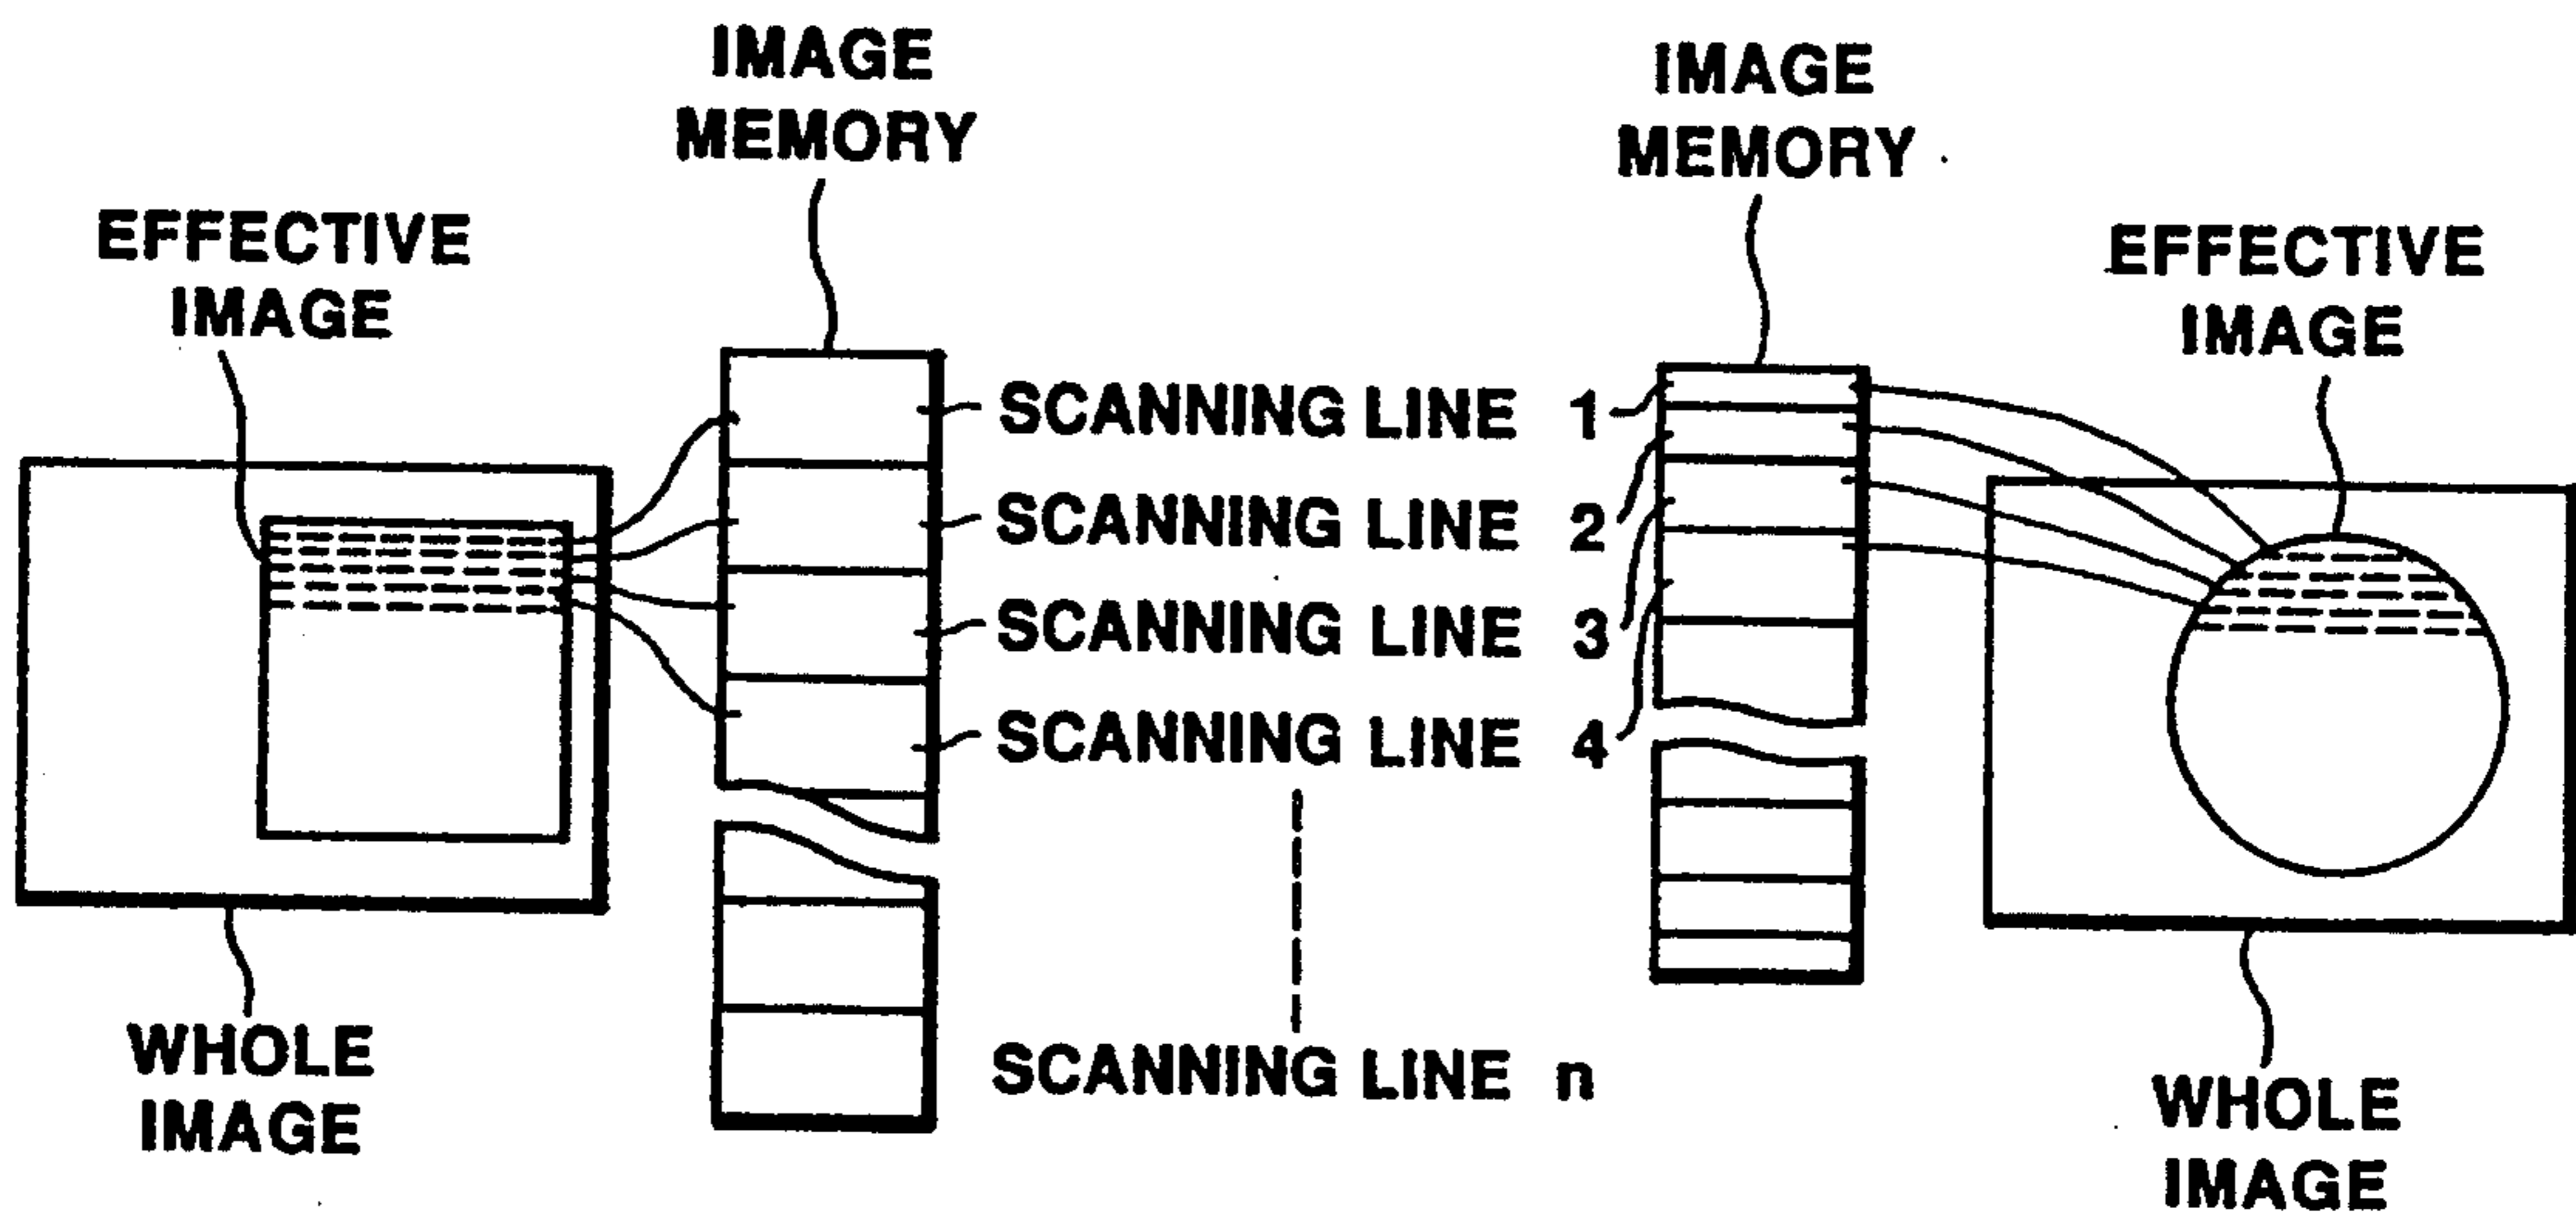 IMAGE
MEMORY
IMAGE
MEMORY
EFFECTIVE
IMAGE
EFFECTIVE
IMAGE
SCANNING LINE 1
SCANNING LINE 2
SCANNING LINE 3
SCANNING LINE 4
SCANNING LINE n
WHOLE
IMAGE
WHOLE
IMAGE